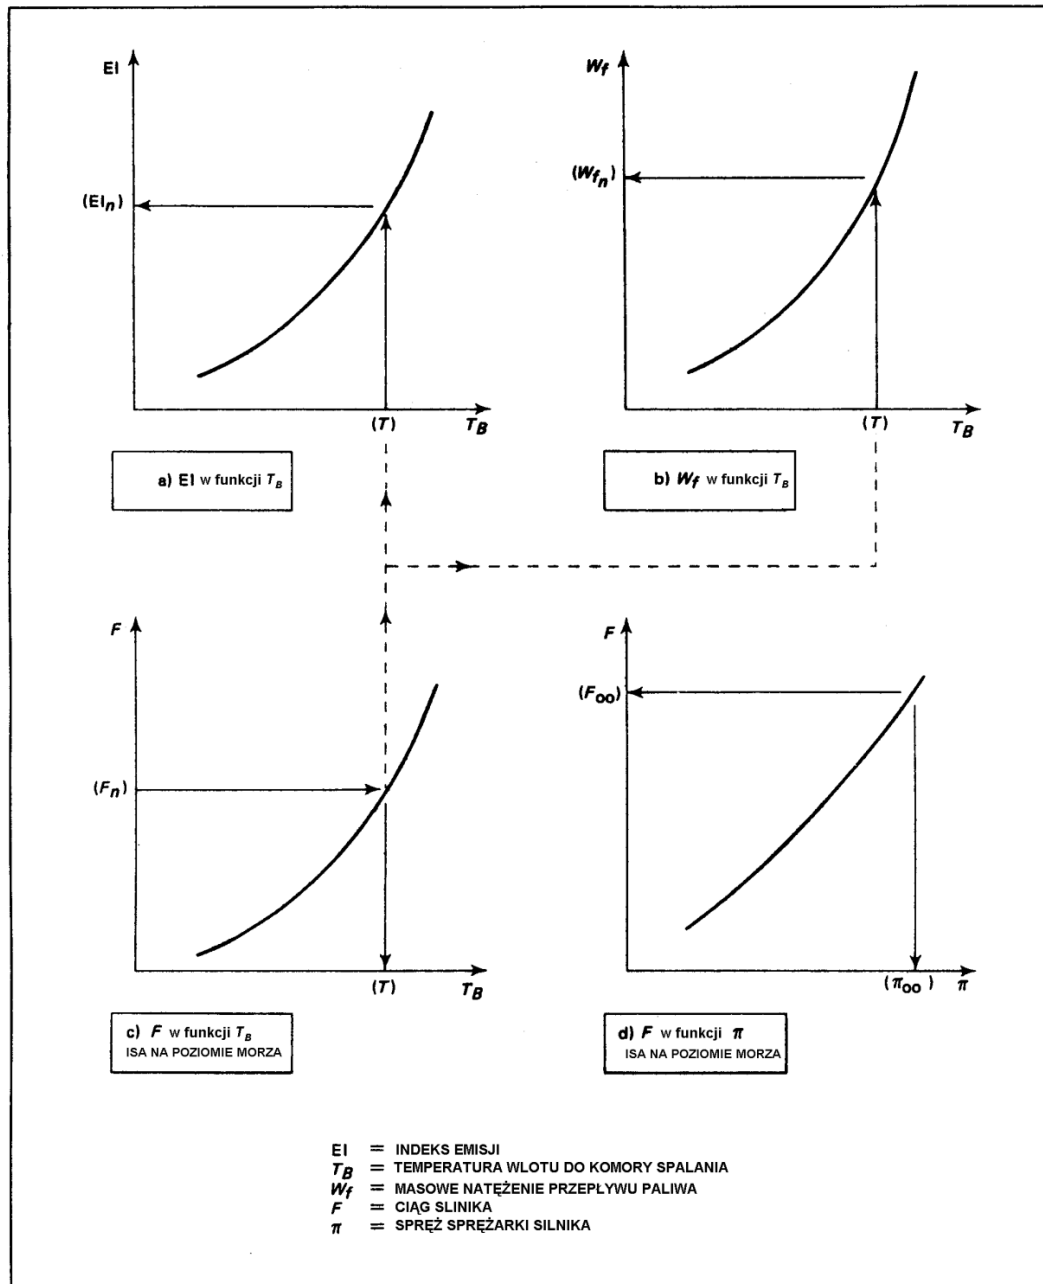 EI
(EIn)
(T)
TB
a) EI w funkcji TB
Wf
(Wfn)
(T)
TB
b) Wf w funkcji TB
F
(Fn)
(T)
TB
c) F w funkcji TB
ISA NA POZIOMIE MORZA
F
(Foo)
(πoo)
π
d) F w funkcji π
ISA NA POZIOMIE MORZA
EI = INDEKS EMISJI
TB = TEMPERATURA WLOTU DO KOMORY SPALANIA
Wf = MASOWE NATĘŻENIE PRZEPŁYWU PALIWA
F = CIĄG SLINIKA
π = SPRĘŻ SPRĘŻARKI SILNIKA